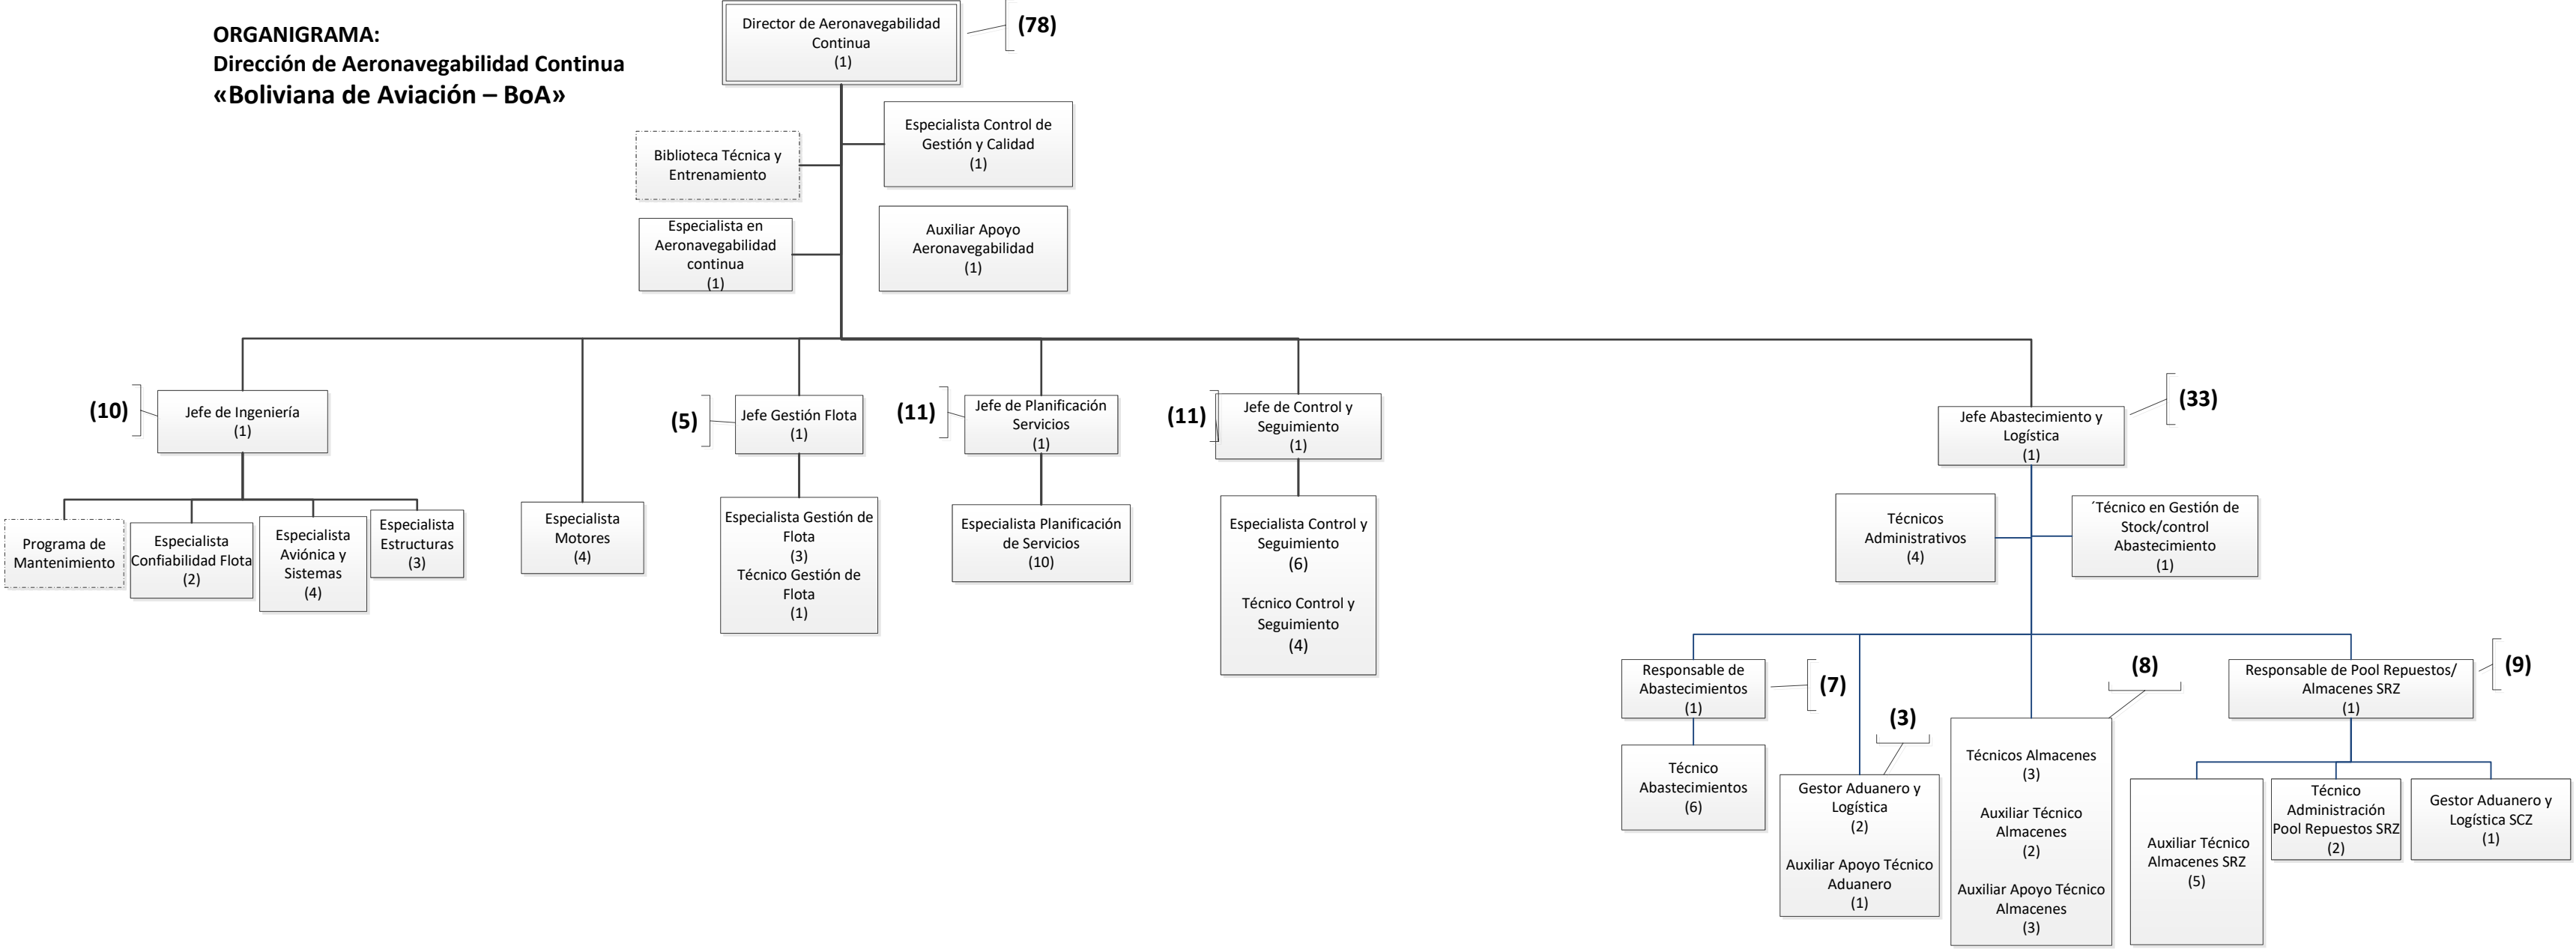 ORGANIGRAMA:
Dirección de Aeronavegabilidad Continua
«Boliviana de Aviación – BoA»
Director de Aeronavegabilidad
Continua
(1)
(78)
Especialista Control de
Gestión y Calidad
(1)
Biblioteca Técnica y
Entrenamiento
Especialista en
Aeronavegabilidad
continua
(1)
Auxiliar Apoyo
Aeronavegabilidad
(1)
(10)
Jefe de Ingeniería
(1)
(5)
Jefe Gestión Flota
(1)
(11)
Jefe de Planificación
Servicios
(1)
(11)
Jefe de Control y
Seguimiento
(1)
Jefe Abastecimiento y
Logística
(1)
(33)
Programa de
Mantenimiento
Especialista
Confiabilidad Flota
(2)
Especialista
Aviónica y
Sistemas
(4)
Especialista
Estructuras
(3)
Especialista
Motores
(4)
Especialista Gestión de
Flota
(3)
Técnico Gestión de
Flota
(1)
Especialista Planificación
de Servicios
(10)
Especialista Control y
Seguimiento
(6)
Técnico Control y
Seguimiento
(4)
Técnicos
Administrativos
(4)
´Técnico en Gestión de
Stock/control
Abastecimiento
(1)
Responsable de
Abastecimientos
(1)
(7)
Técnico
Abastecimientos
(6)
(3)
Gestor Aduanero y
Logística
(2)
Auxiliar Apoyo Técnico
Aduanero
(1)
(8)
Técnicos Almacenes
(3)
Auxiliar Técnico
Almacenes
(2)
Auxiliar Apoyo Técnico
Almacenes
(3)
Responsable de Pool Repuestos/
Almacenes SRZ
(1)
(9)
Auxiliar Técnico
Almacenes SRZ
(5)
Técnico
Administración
Pool Repuestos SRZ
(2)
Gestor Aduanero y
Logística SCZ
(1)